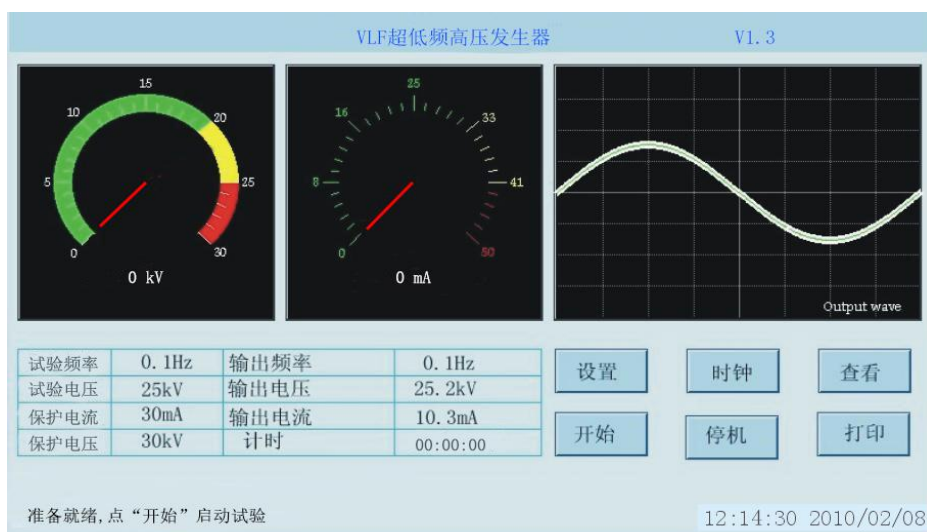 VLF超低频高压发生器 V1.3
15
10 20
5 25
0 30
0 kV
25
16 33
8 41
0 50
0 mA
Output wave
试验频率 0.1Hz 输出频率 0.1Hz
试验电压 25kV 输出电压 25.2kV
保护电流 30mA 输出电流 10.3mA
保护电压 30kV 计时 00:00:00
设置 时钟 查看
开始 停机 打印
准备就绪,点“开始”启动试验
12:14:30 2010/02/08